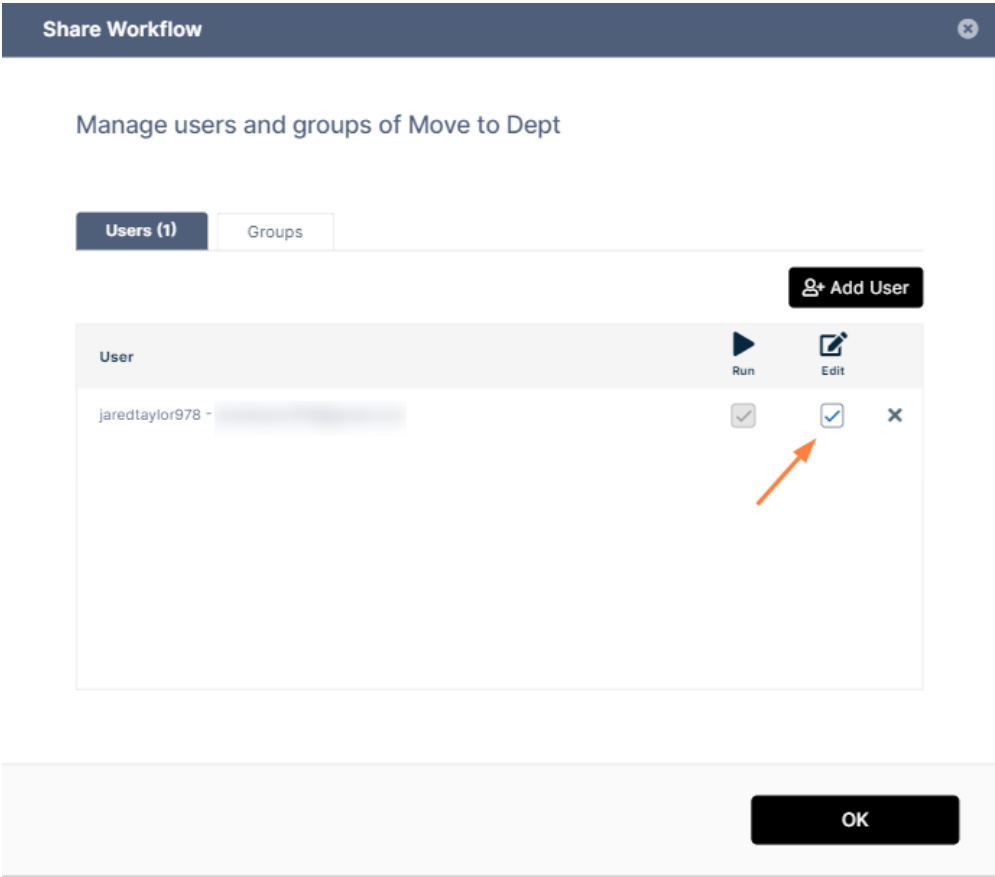 Share Workflow
Manage users and groups of Move to Dept
Users (1) Groups
Add User
User Run Edit
jaredtaylor978 -
OK